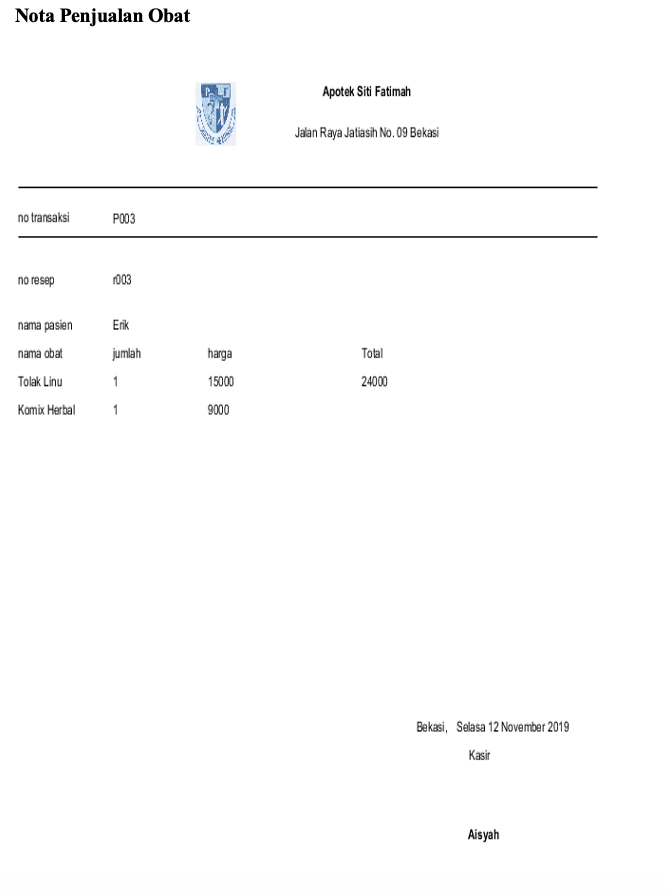 Nota Penjualan Obat
Apotek Siti Fatimah
Jalan Raya Jatiasih No. 09 Bekasi
no transaksi P003
no resep r003
nama pasien Erik
nama obat jumlah harga Total
Tolak Linu 1 15000 24000
Komix Herbal 1 9000
Bekasi, Selasa 12 November 2019
Kasir
Aisyah